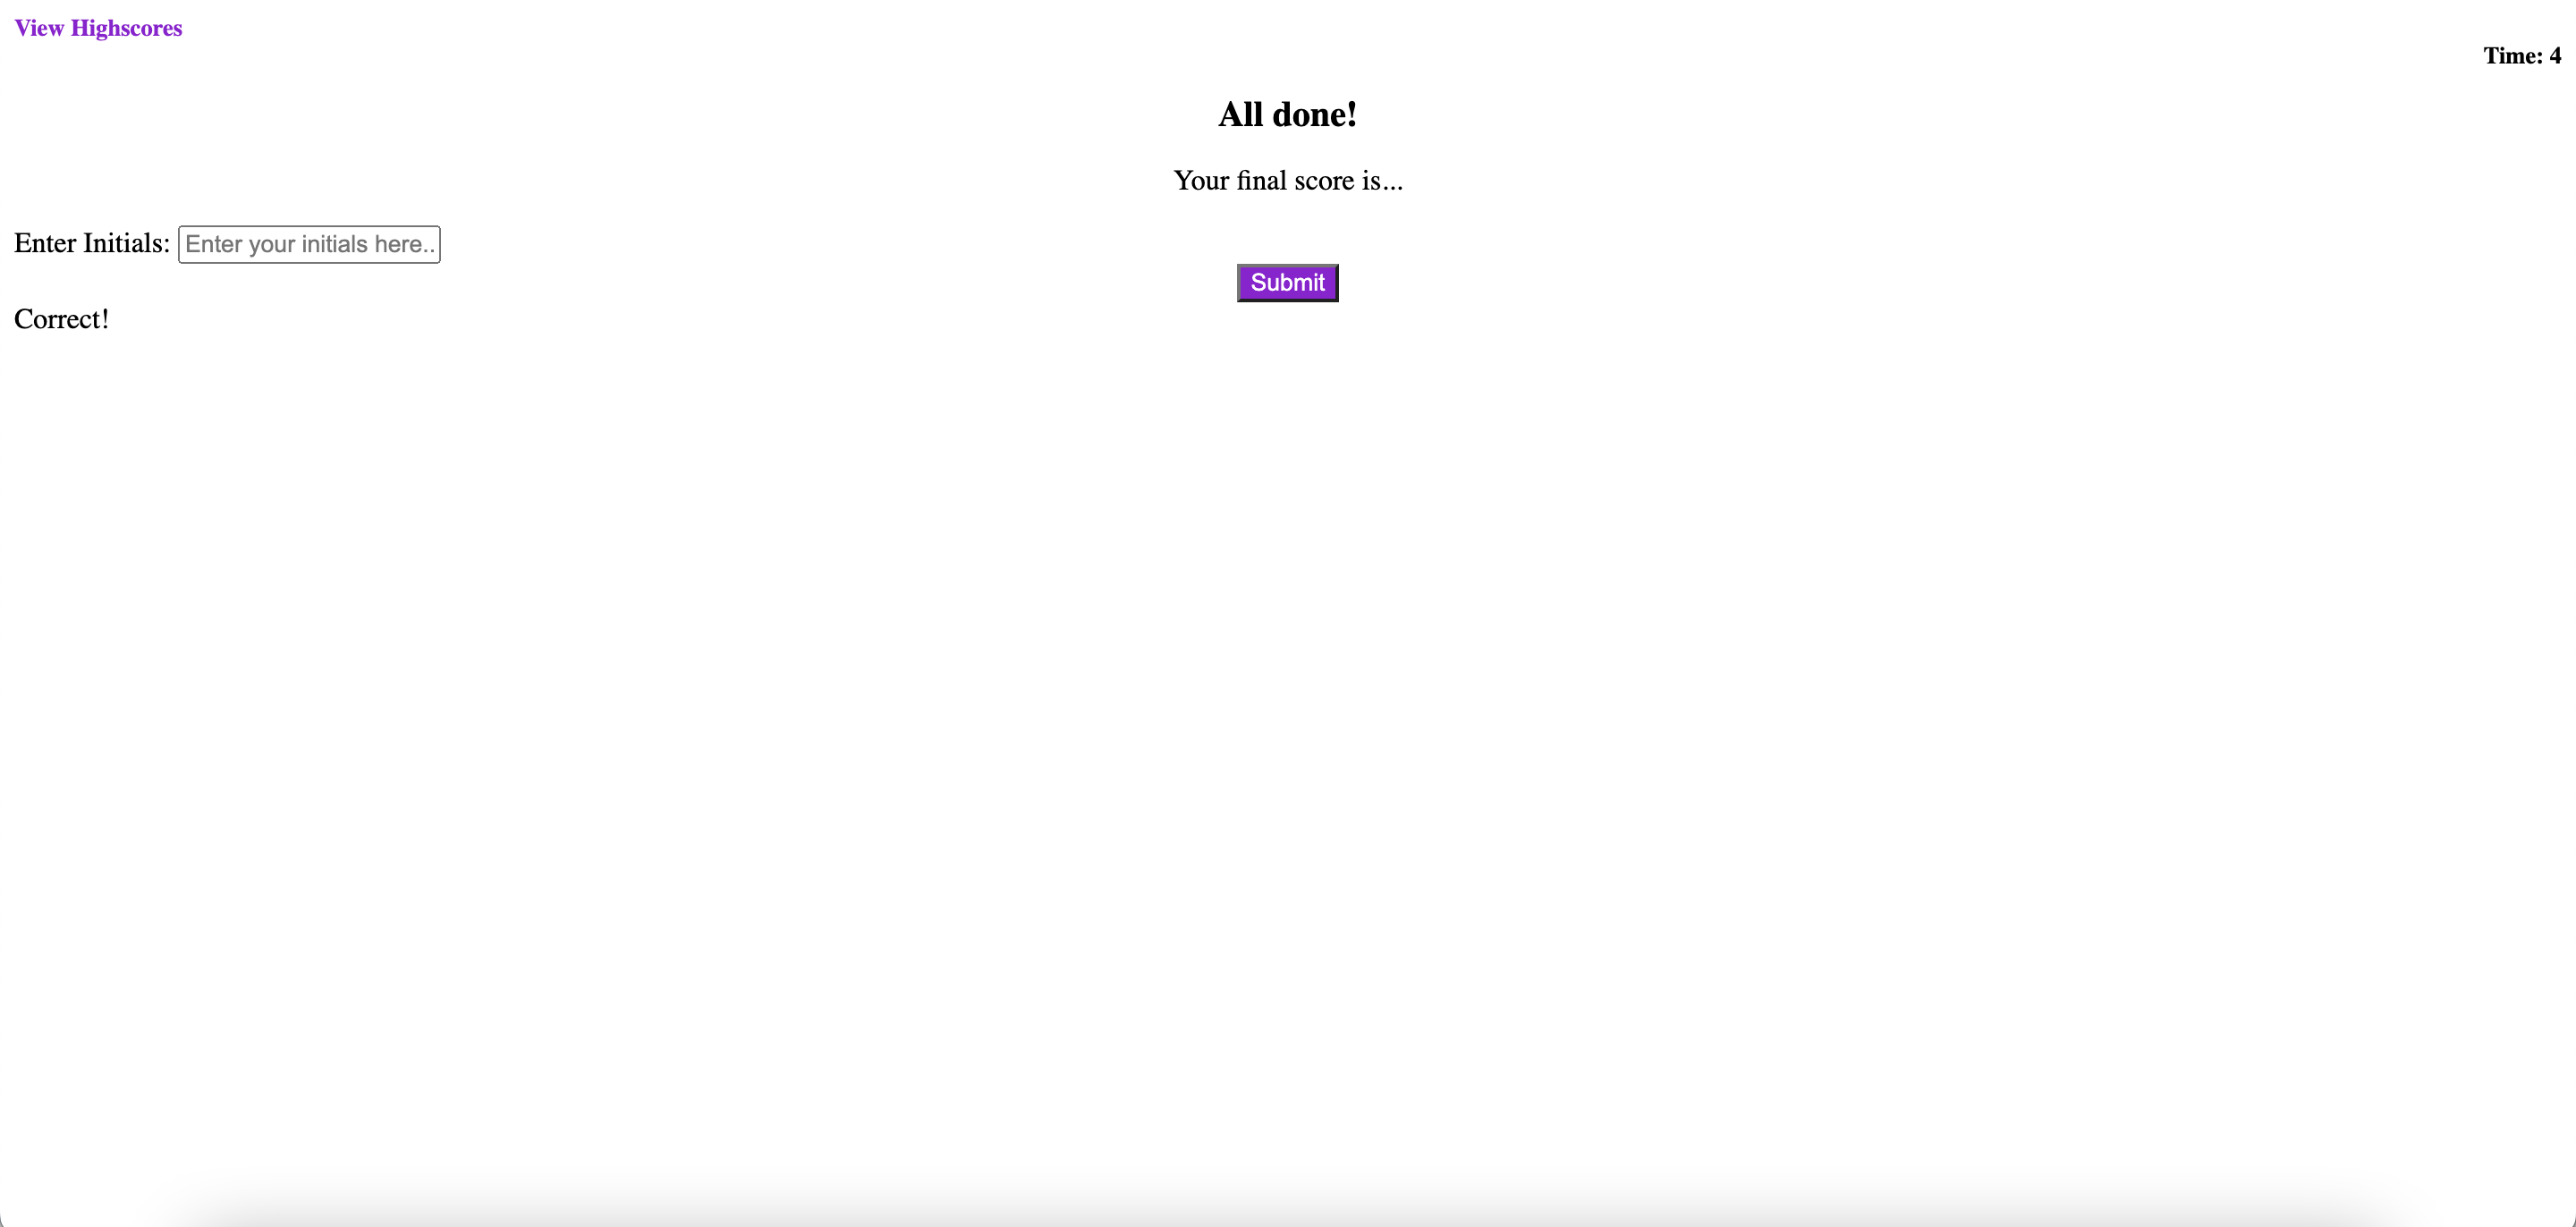 View Highscores
Time: 4
All done!
Your final score is...
Enter Initials: Enter your initials here..
Submit
Correct!